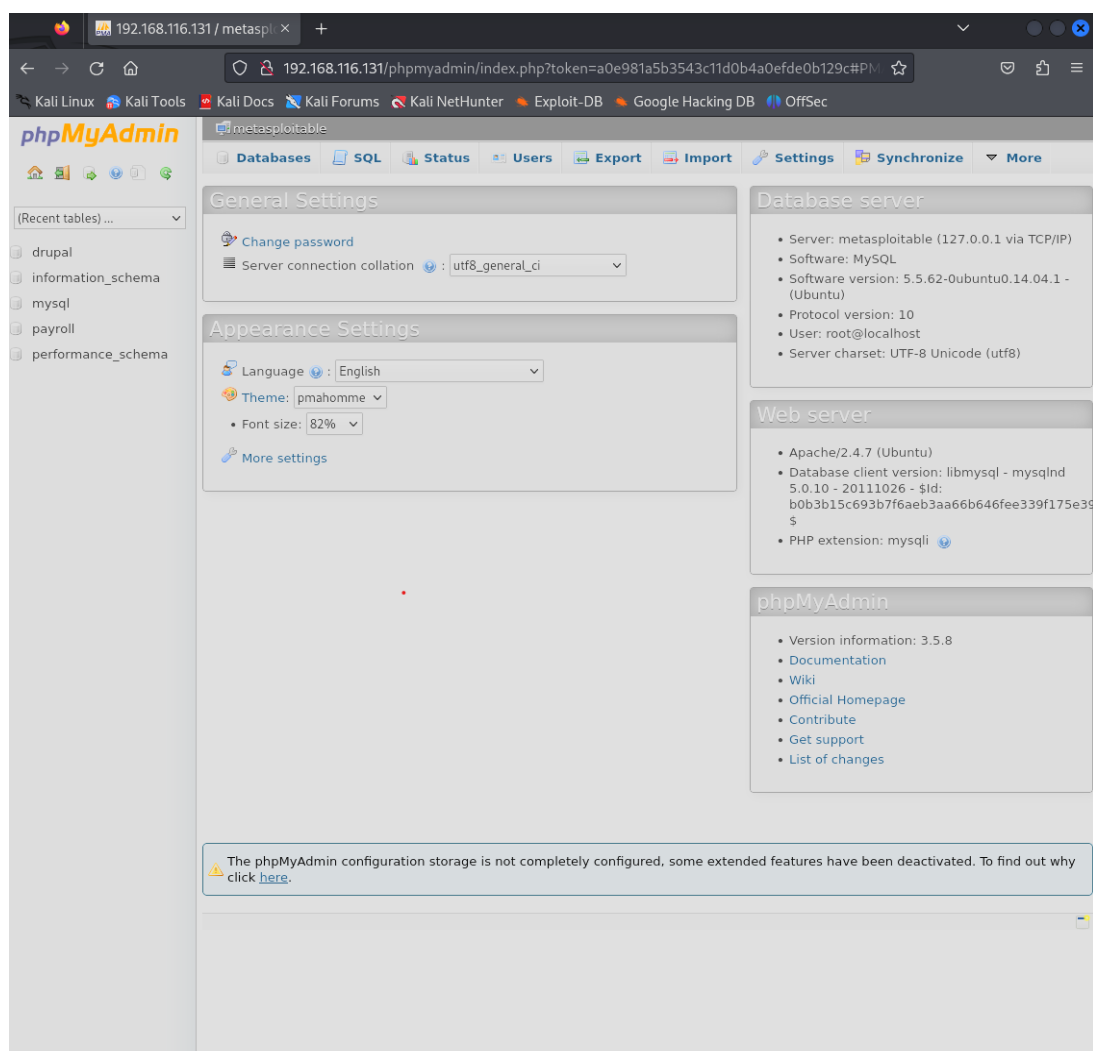 192.168.116.131 / metasplo
192.168.116.131/phpmyadmin/index.php?token=a0e981a5b3543c11d0b4a0efde0b129c#PM
Kali Linux
Kali Tools
Kali Docs
Kali Forums
Kali NetHunter
Exploit-DB
Google Hacking DB
OffSec
phpMyAdmin
(Recent tables) ...
drupal
information_schema
mysql
payroll
performance_schema
metasploitable
Databases
SQL
Status
Users
Export
Import
Settings
Synchronize
More
General Settings
Change password
Server connection collation : utf8_general_ci
Appearance Settings
Language : English
Theme: pmahomme
• Font size: 82%
More settings
Database server
• Server: metasploitable (127.0.0.1 via TCP/IP)
• Software: MySQL
• Software version: 5.5.62-0ubuntu0.14.04.1 -
(Ubuntu)
• Protocol version: 10
• User: root@localhost
• Server charset: UTF-8 Unicode (utf8)
Web server
• Apache/2.4.7 (Ubuntu)
• Database client version: libmysql - mysqlnd
5.0.10 - 20111026 - $Id:
b0b3b15c693b7f6aeb3aa66b646fee339f175e39
$
• PHP extension: mysqli
phpMyAdmin
• Version information: 3.5.8
• Documentation
• Wiki
• Official Homepage
• Contribute
• Get support
• List of changes
The phpMyAdmin configuration storage is not completely configured, some extended features have been deactivated. To find out why
click here.